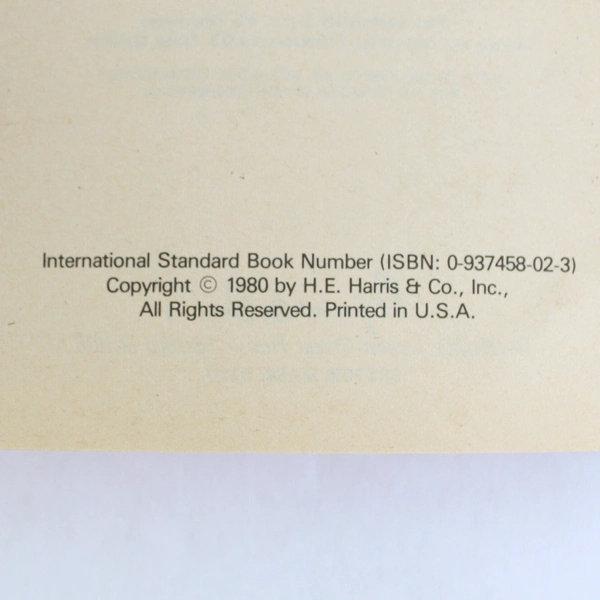 International Standard Book Number (ISBN: 0-937458-02-3)
Copyright © 1980 by H.E. Harris & Co., Inc.,
All Rights Reserved. Printed in U.S.A.